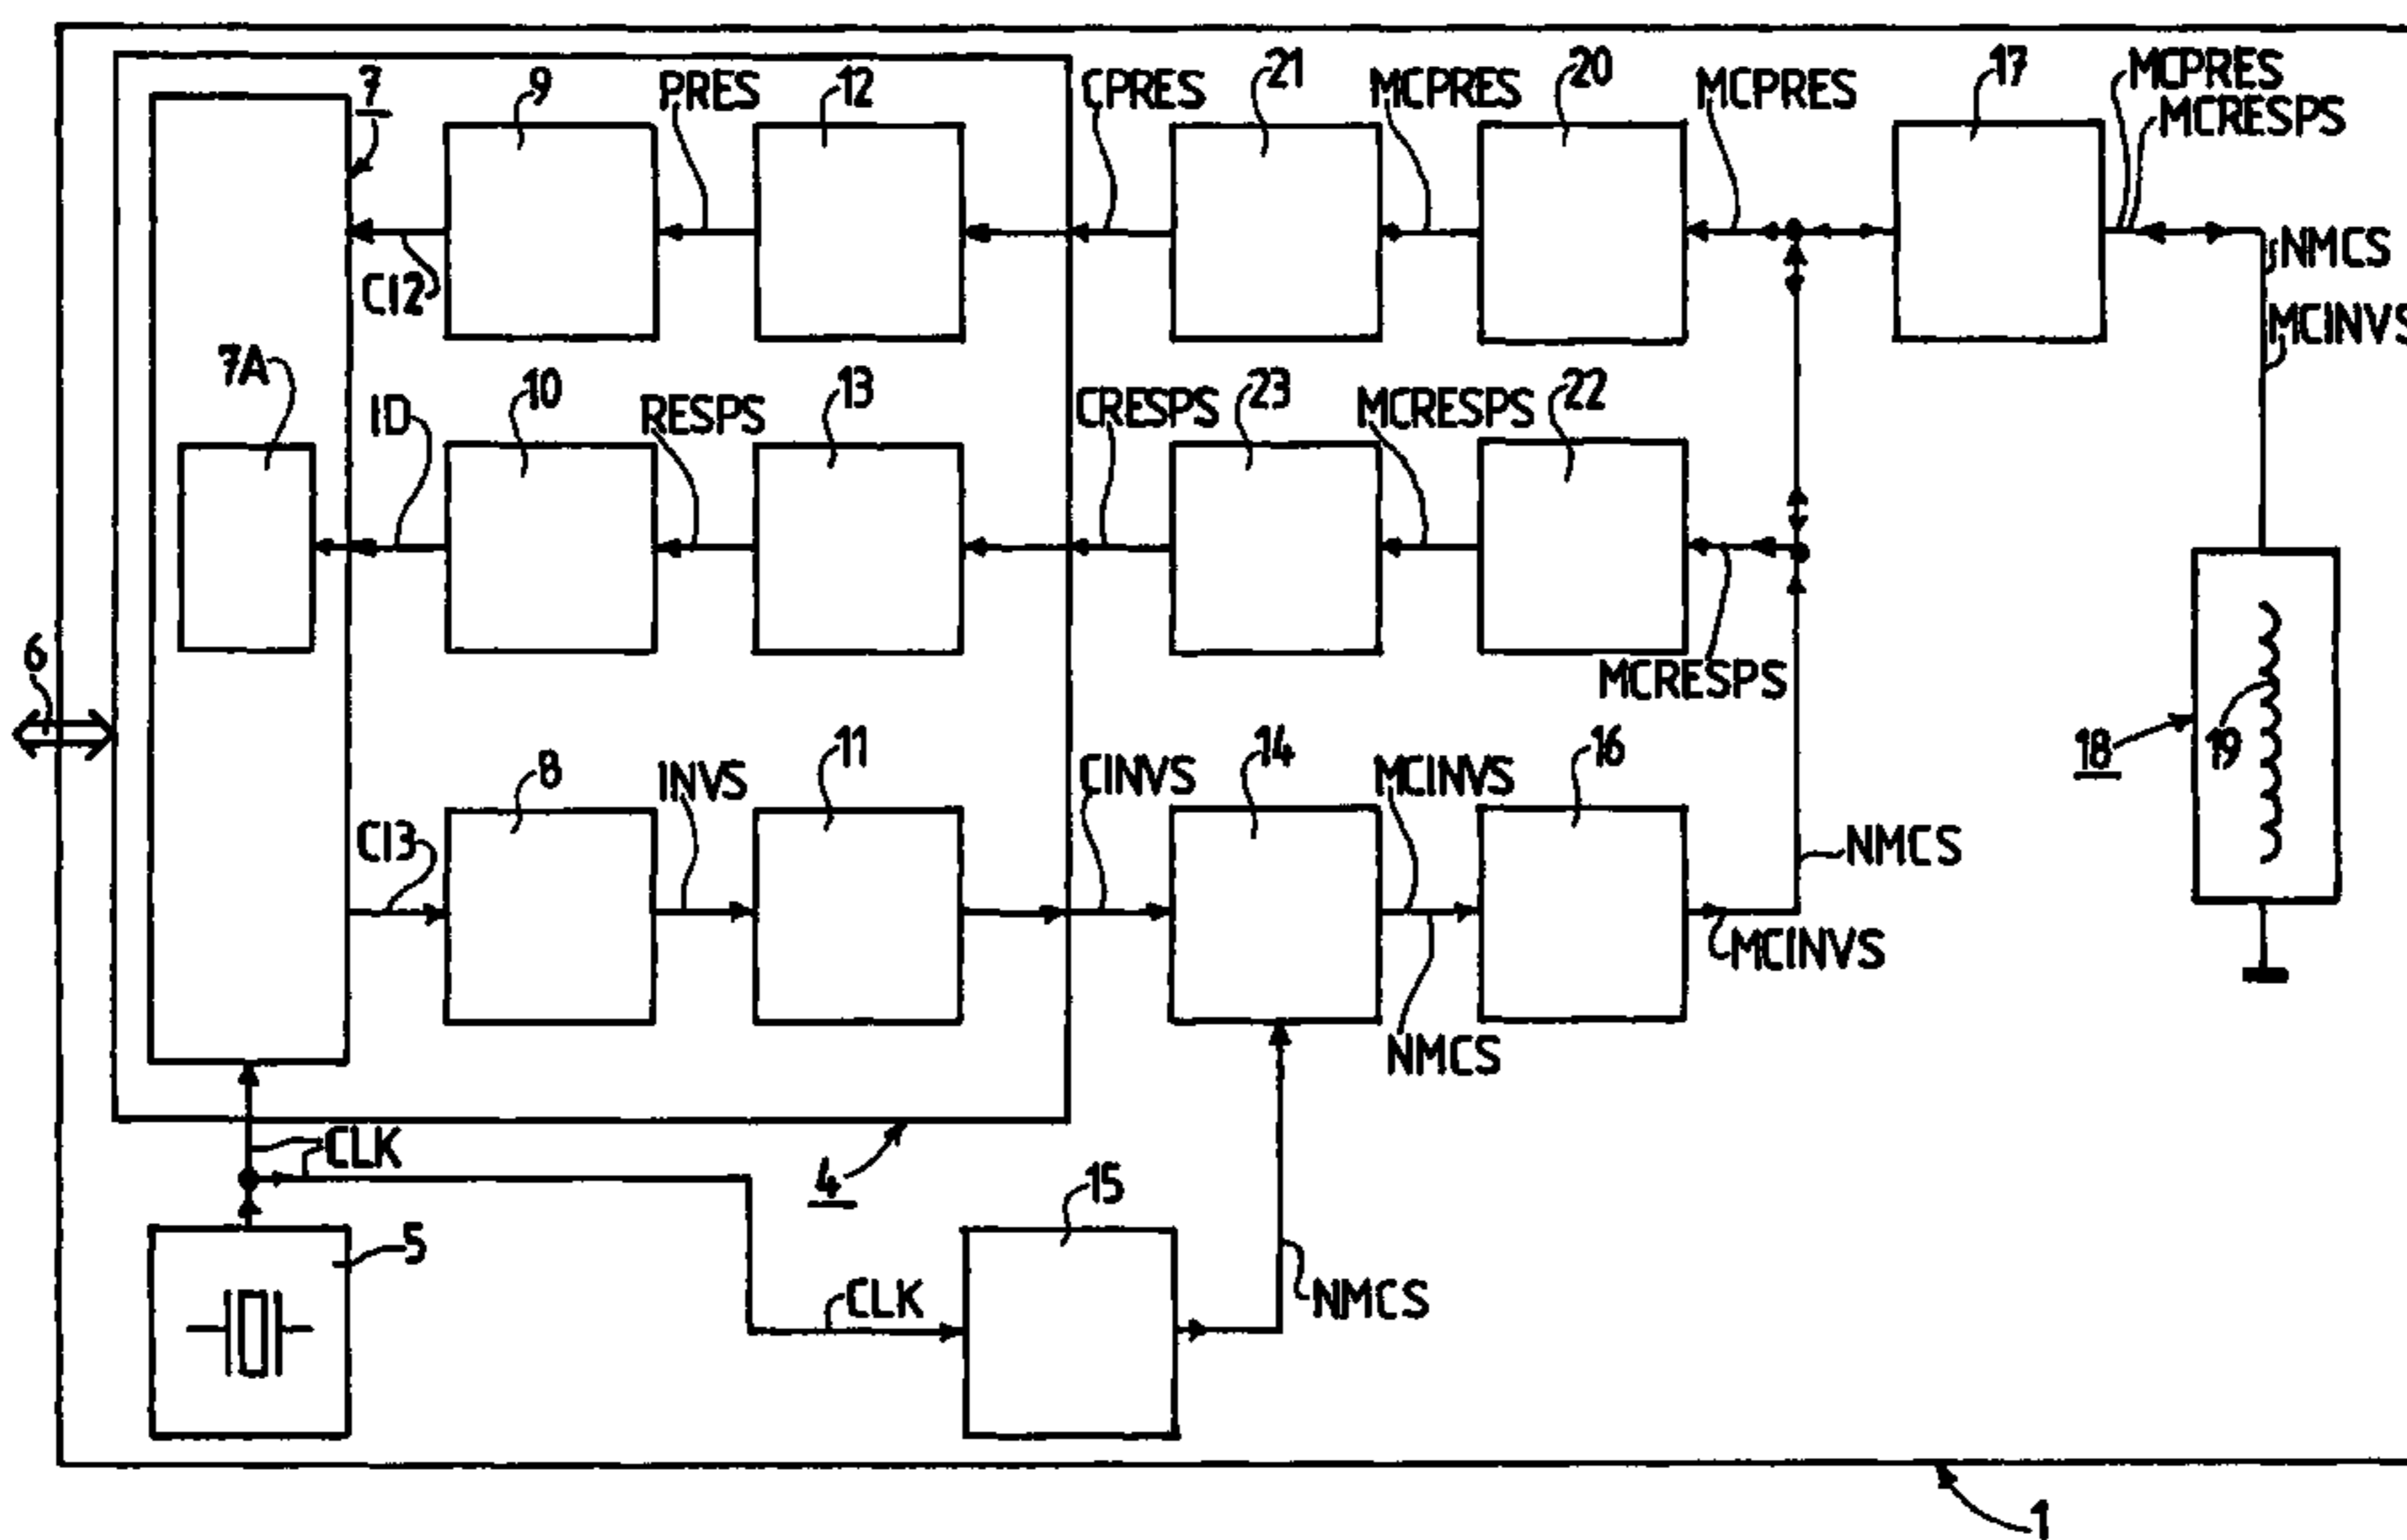 7
9
PRES
12
CPRES
21
MCPRES
20
MCPRES
17
MCPRES
MCRESPS
CI2
NMCS
MCINVS
7A
ID
10
RESPS
13
CRESPS
23
MCRESPS
22
MCRESPS
6
18
19
CI3
8
INVS
11
CINVS
14
MCINVS
16
NMCS
MCINVS
NMCS
CLK
4
15
5
CLK
NMCS
1